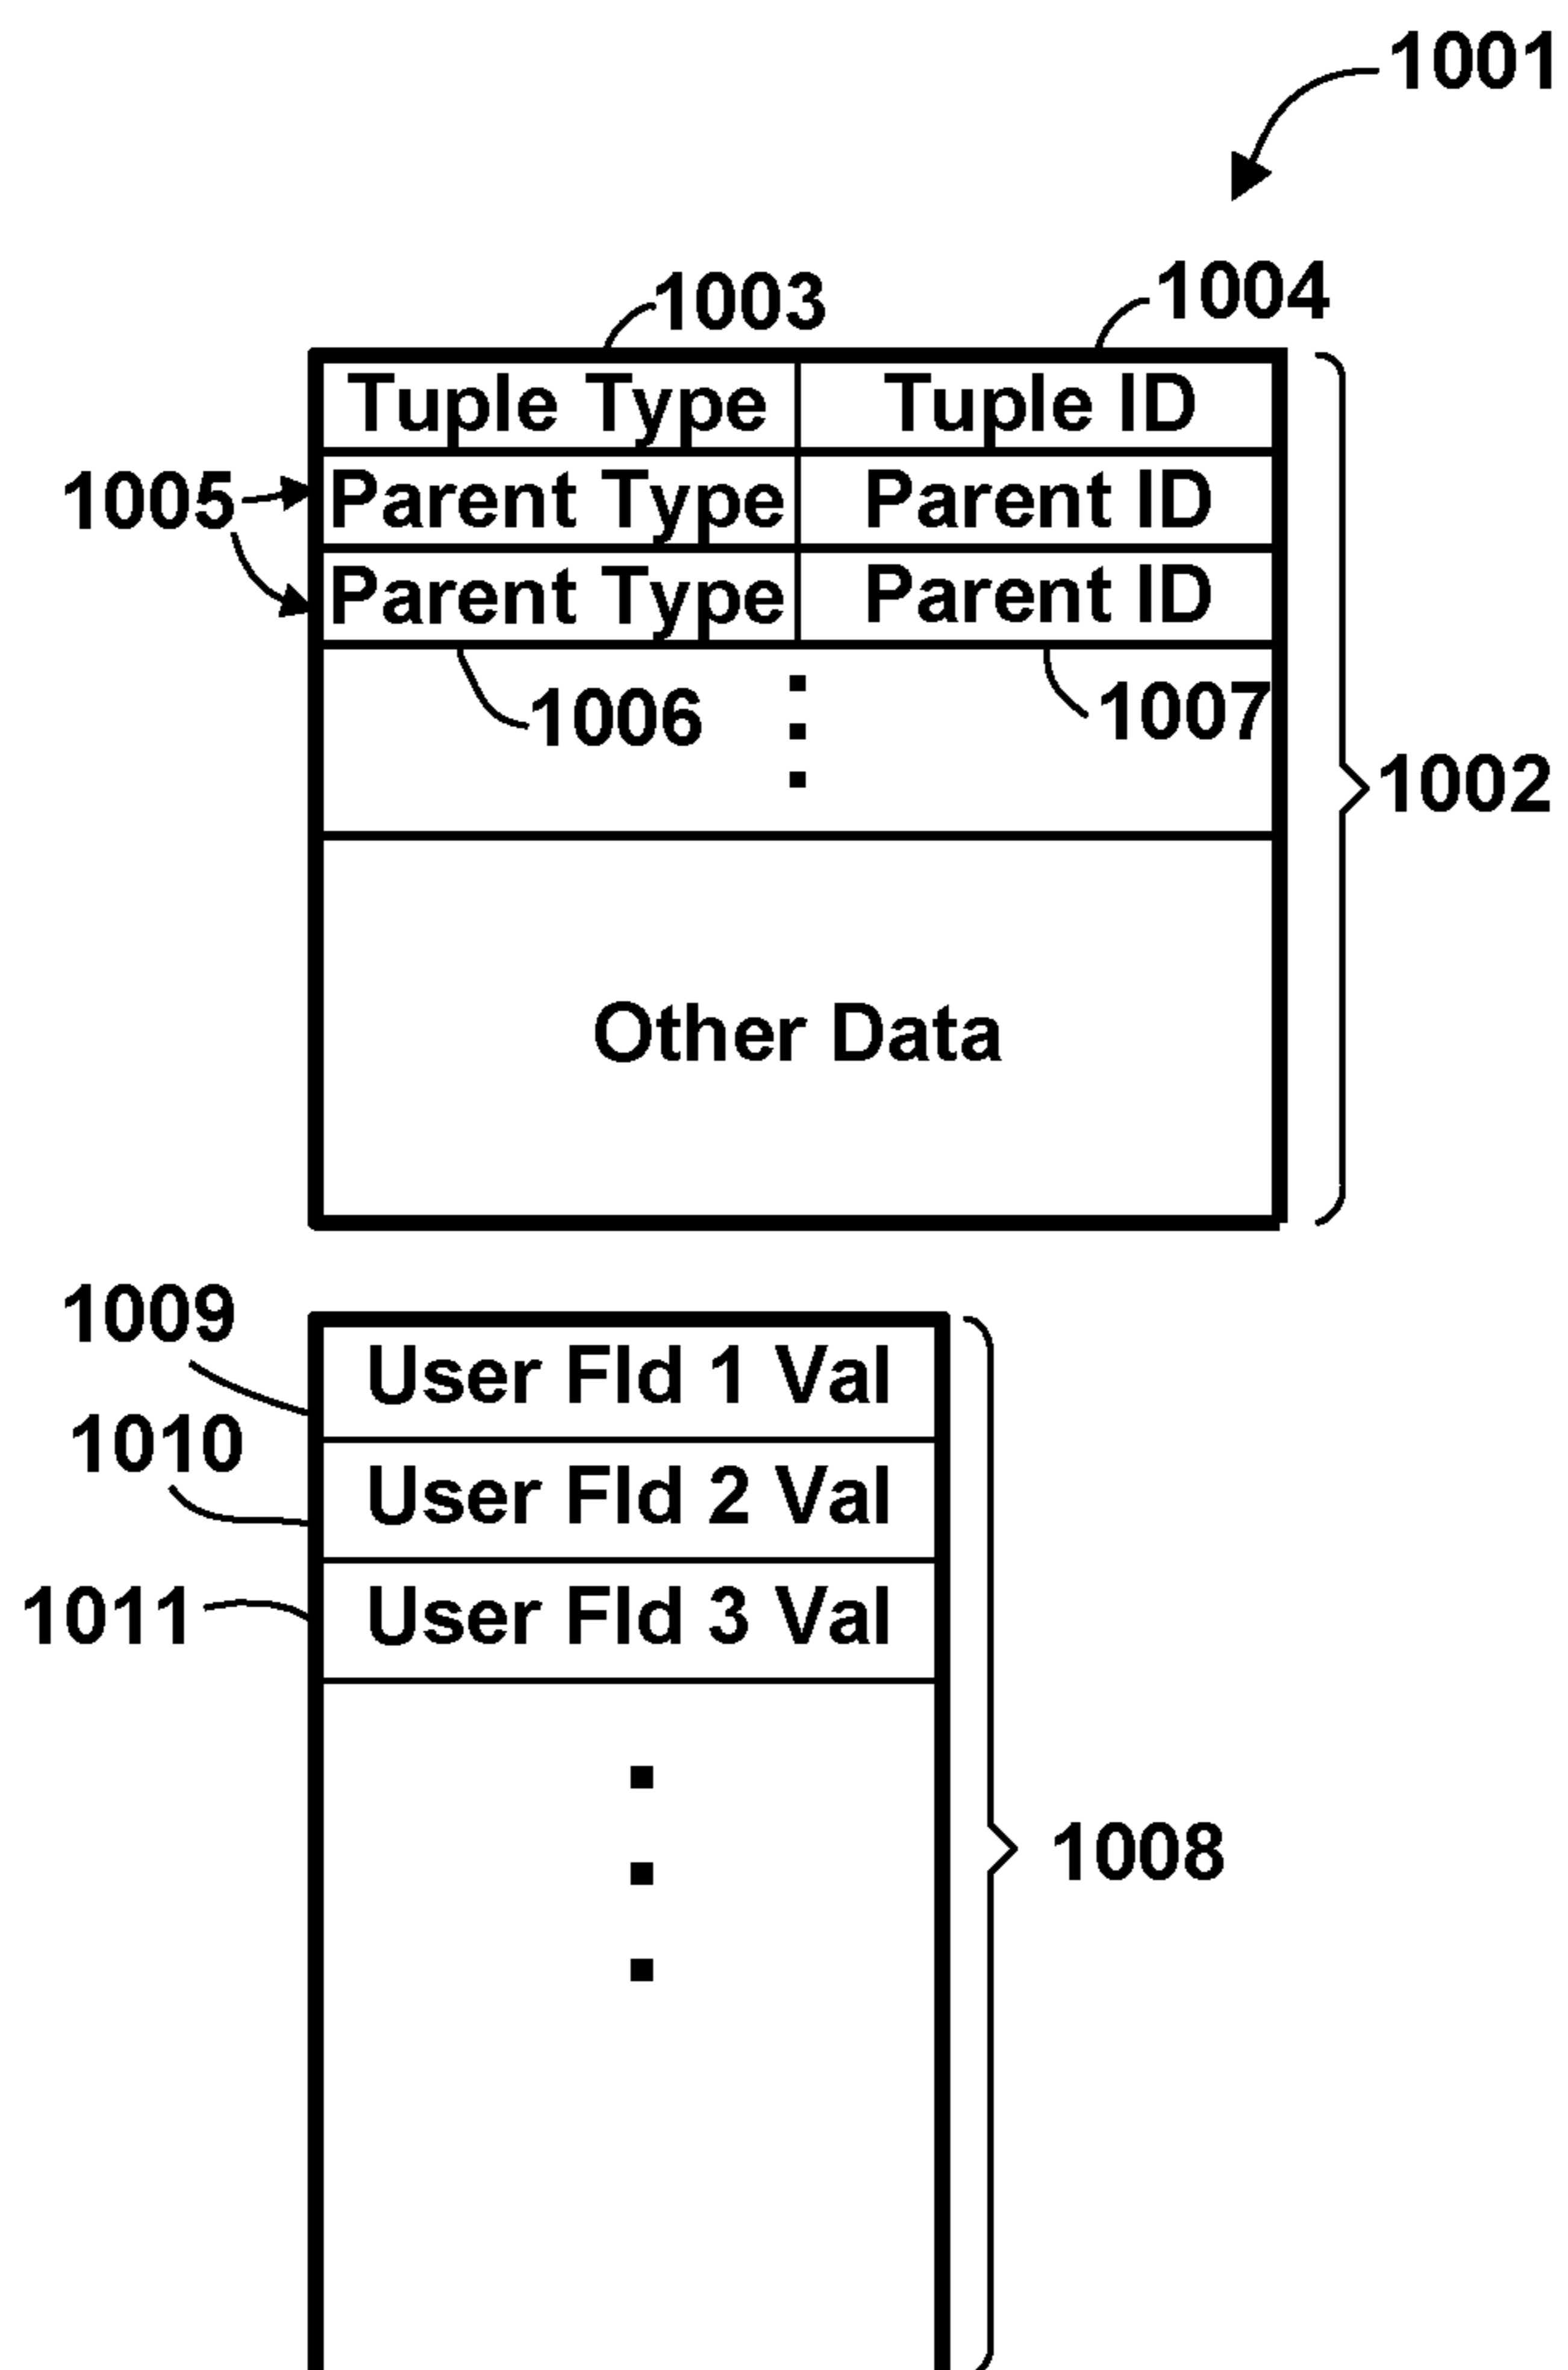 1001
1003
1004
Tuple Type Tuple ID
1005
Parent Type Parent ID
Parent Type Parent ID
1006
1007
1002
Other Data
1009
User Fld 1 Val
1010
User Fld 2 Val
1011
User Fld 3 Val
1008